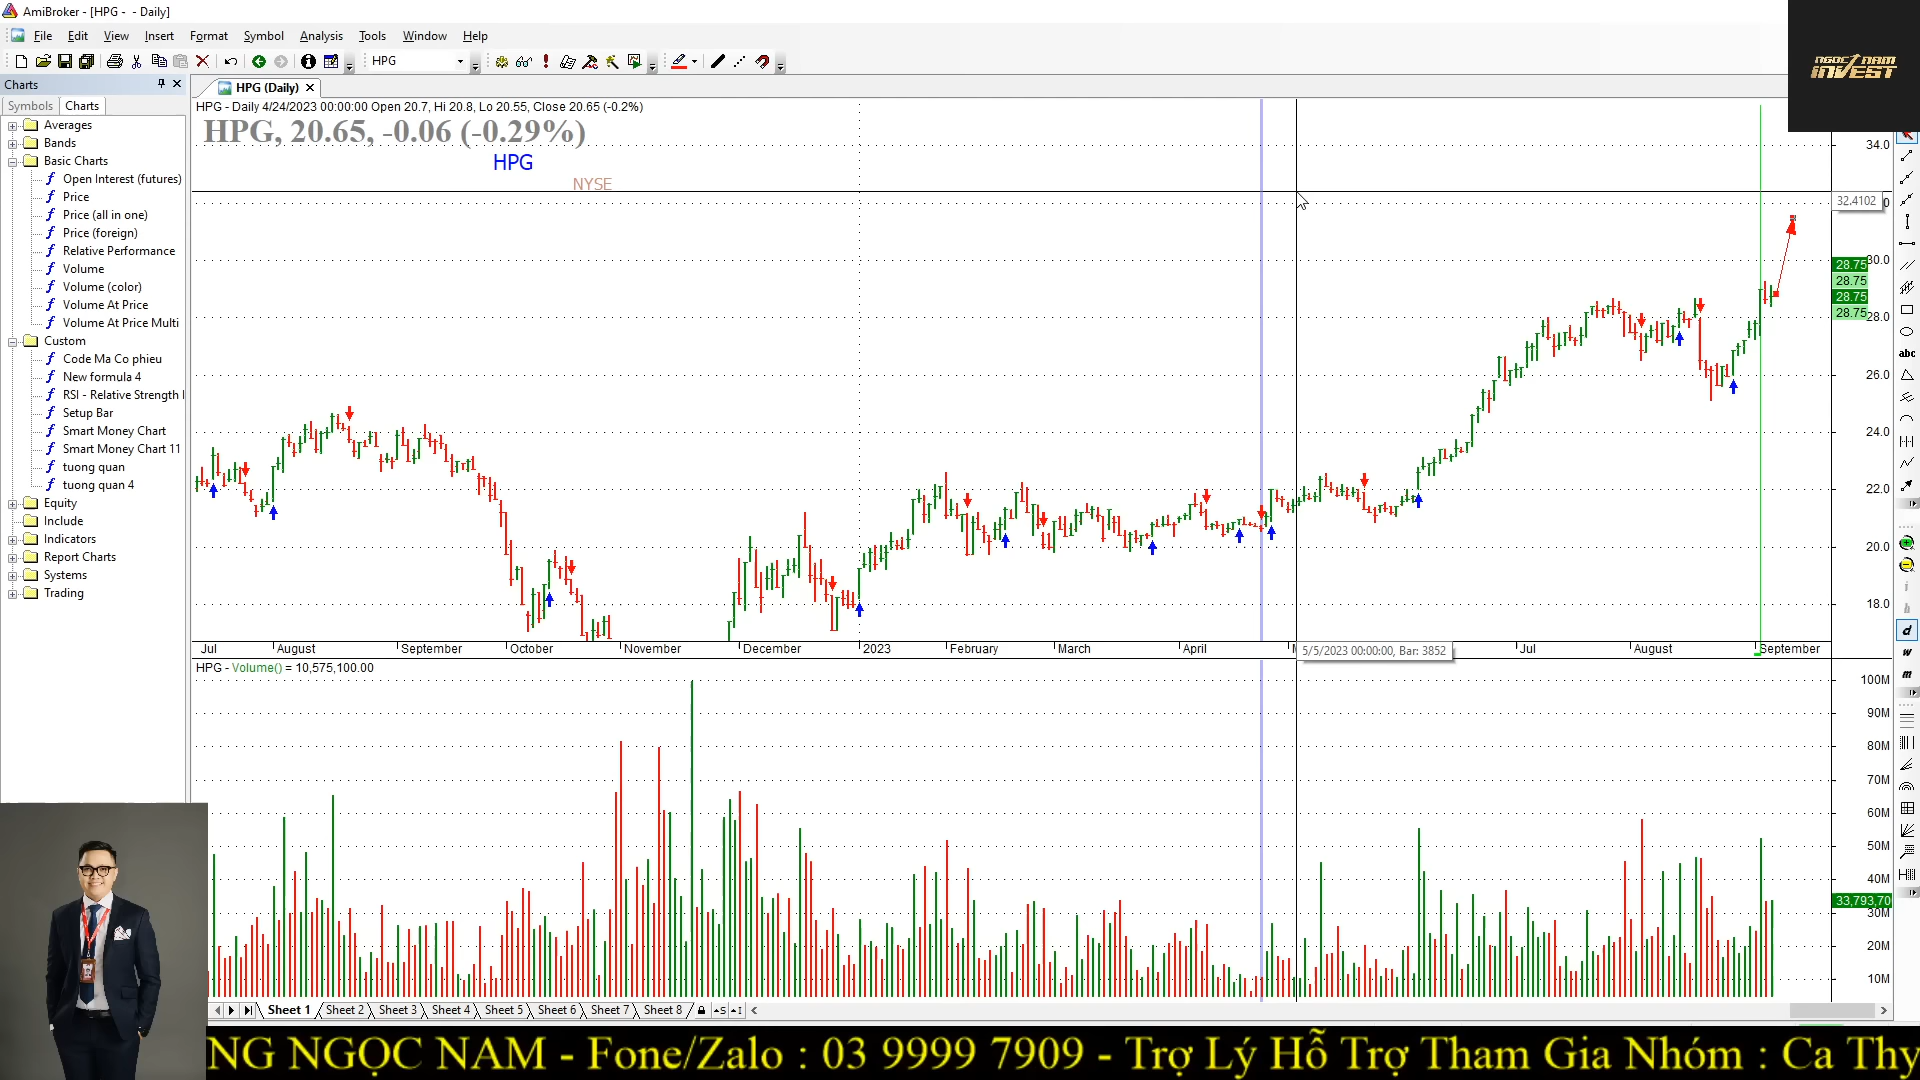 AmiBroker - [HPG - - Daily]
File Edit View Insert Format Symbol Analysis Tools Window Help
HPG
NGỌC NAM
INVEST
Charts
HPG (Daily)
Symbols Charts
Averages
Bands
Basic Charts
Open Interest (futures)
Price
Price (all in one)
Price (foreign)
Relative Performance
Volume
Volume (color)
Volume At Price
Volume At Price Multi
Custom
Code Ma Co phieu
New formula 4
RSI - Relative Strength I
Setup Bar
Smart Money Chart
Smart Money Chart 11
tuong quan
tuong quan 4
Equity
Include
Indicators
Report Charts
Systems
Trading
HPG - Daily 4/24/2023 00:00:00 Open 20.7, Hi 20.8, Lo 20.55, Close 20.65 (-0.2%)
HPG, 20.65, -0.06 (-0.29%)
HPG
NYSE
34.0
32.4102
30.0
28.75
28.75
28.75
28.75
28.0
26.0
24.0
22.0
20.0
18.0
Jul August September October November December 2023 February March April 5/5/2023 00:00:00, Bar: 3852 Jul August September
HPG - Volume() = 10,575,100.00
100M
90M
80M
70M
60M
50M
40M
33,793,70
30M
20M
10M
abc
d
w
m
Sheet 1 Sheet 2 Sheet 3 Sheet 4 Sheet 5 Sheet 6 Sheet 7 Sheet 8
NG NGỌC NAM - Fone/Zalo : 03 9999 7909 - Trợ Lý Hỗ Trợ Tham Gia Nhóm : Ca Thy